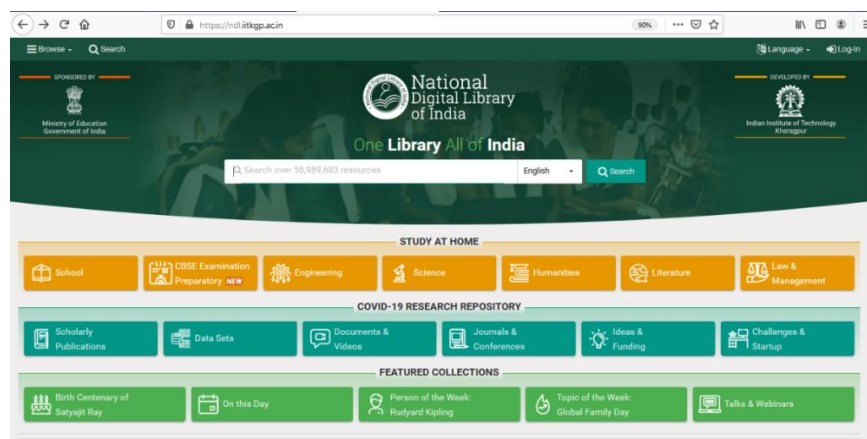 https://ndl.iitkgp.ac.in
90%
Browse
Search
Language
Log-in
SPONSORED BY
Ministry of Education
Government of India
National
Digital Library
of India
One Library All of India
DEVELOPED BY
Indian Institute of Technology
Kharagpur
Search over 58,989,683 resources
English
Search
STUDY AT HOME
School
CBSE Examination
Preparatory NEW
Engineering
Science
Humanities
Literature
Law &
Management
COVID-19 RESEARCH REPOSITORY
Scholarly
Publications
Data Sets
Documents &
Videos
Journals &
Conferences
Ideas &
Funding
Challenges &
Startup
FEATURED COLLECTIONS
Birth Centenary of
Satyajit Ray
On this Day
Person of the Week:
Rudyard Kipling
Topic of the Week:
Global Family Day
Talks & Webinars